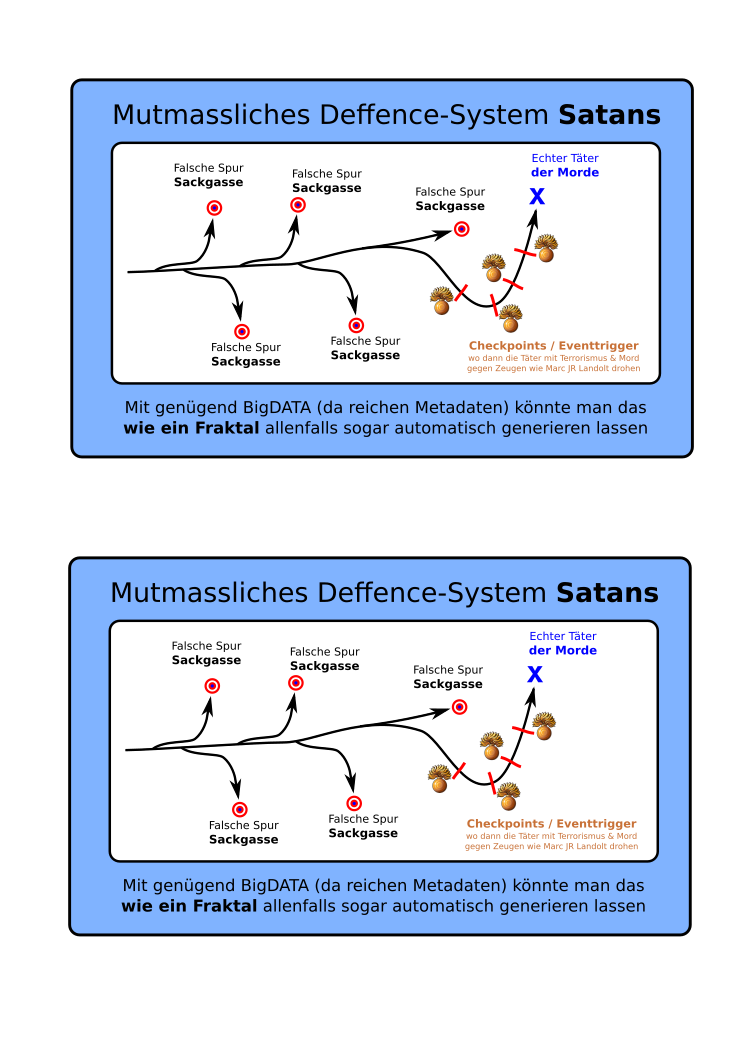 Mutmassliches Deffence-System Satans
Echter Täter
der Morde
Falsche Spur
Sackgasse
Falsche Spur
Sackgasse
Falsche Spur
Sackgasse
X
Falsche Spur
Sackgasse
Falsche Spur
Sackgasse
Checkpoints / Eventtrigger
wo dann die Täter mit Terrorismus & Mord
gegen Zeugen wie Marc JR Landolt drohen
Mit genügend BigDATA (da reichen Metadaten) könnte man das
wie ein Fraktal allenfalls sogar automatisch generieren lassen
Mutmassliches Deffence-System Satans
Echter Täter
der Morde
Falsche Spur
Sackgasse
Falsche Spur
Sackgasse
Falsche Spur
Sackgasse
X
Falsche Spur
Sackgasse
Falsche Spur
Sackgasse
Checkpoints / Eventtrigger
wo dann die Täter mit Terrorismus & Mord
gegen Zeugen wie Marc JR Landolt drohen
Mit genügend BigDATA (da reichen Metadaten) könnte man das
wie ein Fraktal allenfalls sogar automatisch generieren lassen